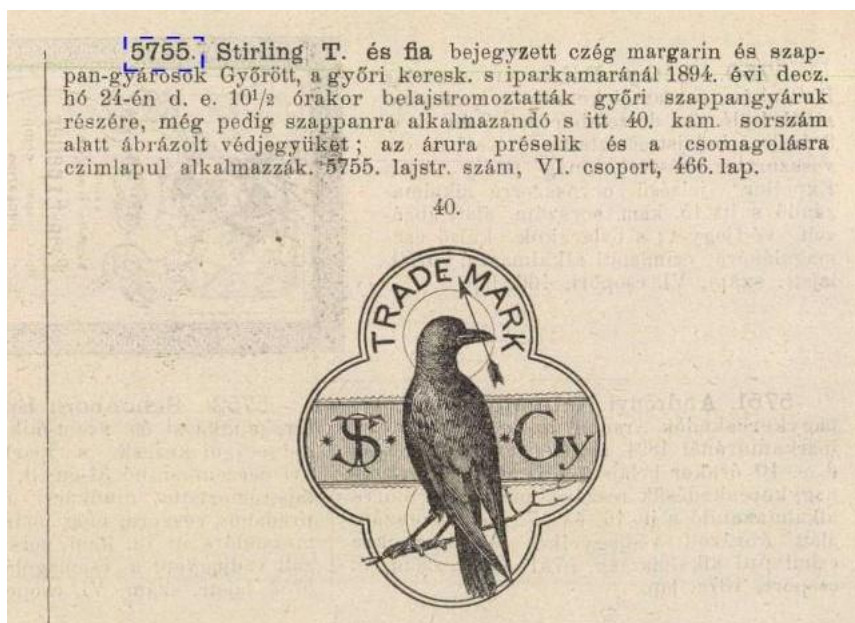 5755. Stirling T. és fia bejegyzett czég margarin és szap-
pan-gyárosok Győrött, a győri keresk. s iparkamaránál 1894. évi decz.
hó 24-én d. e. 10¹/₂ órakor belajstromoztatták győri szappangyáruk
részére, még pedig szappanra alkalmazandó s itt 40. kam. sorszám
alatt ábrázolt védjegyüket; az árura préselik és a csomagolásra
czimlapul alkalmazzák. 5755. lajstr. szám, VI. csoport, 466. lap.
40.
TRADE MARK
TS Gy